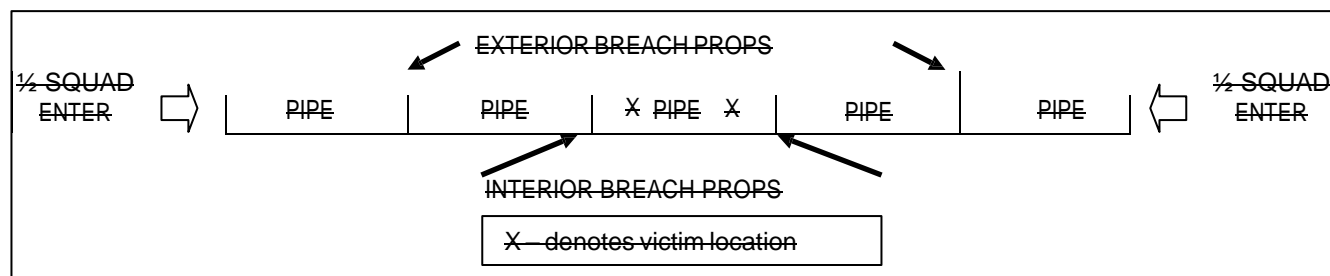 EXTERIOR BREACH PROPS
½ SQUAD
ENTER
PIPE
PIPE
X PIPE X
PIPE
PIPE
½ SQUAD
ENTER
INTERIOR BREACH PROPS
X – denotes victim location